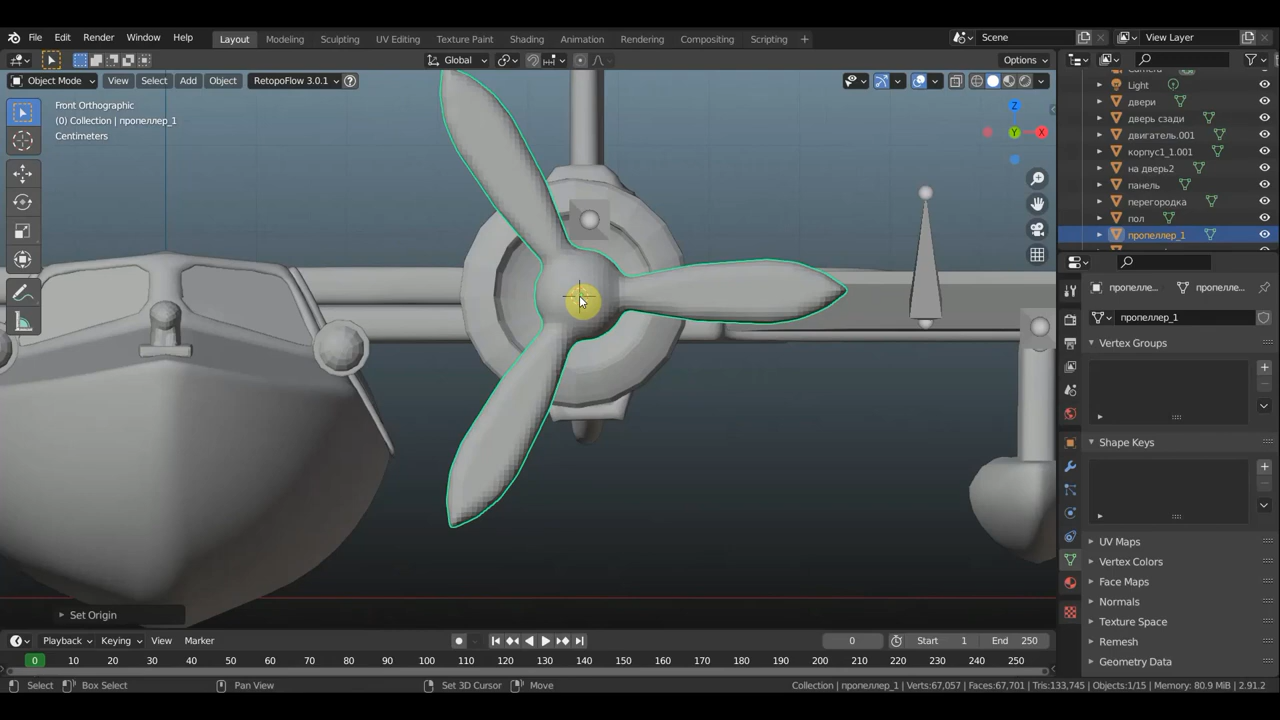 File Edit Render Window Help Layout Modeling Sculpting UV Editing Texture Paint Shading Animation Rendering Compositing Scripting + Scene View Layer
Global Options
Object Mode View Select Add Object RetopoFlow 3.0.1
Front Orthographic
(0) Collection | пропеллер_1
Centimeters
Z
Y
X
Light
двери
дверь сзади
двигатель.001
корпус1_1.001
на дверь2
панель
перегородка
пол
пропеллер_1
пропелле... пропелле...
пропеллер_1
Vertex Groups
Shape Keys
UV Maps
Vertex Colors
Face Maps
Normals
Texture Space
Remesh
Geometry Data
Set Origin
Playback Keying View Marker 0 Start 1 End 250
0 10 20 30 40 50 60 70 80 90 100 110 120 130 140 150 160 170 180 190 200 210 220 230 240 250
Select Box Select Pan View Set 3D Cursor Move Collection | пропеллер_1 | Verts:67,057 | Faces:67,701 | Tris:133,745 | Objects:1/15 | Memory: 80.9 MiB | 2.91.2